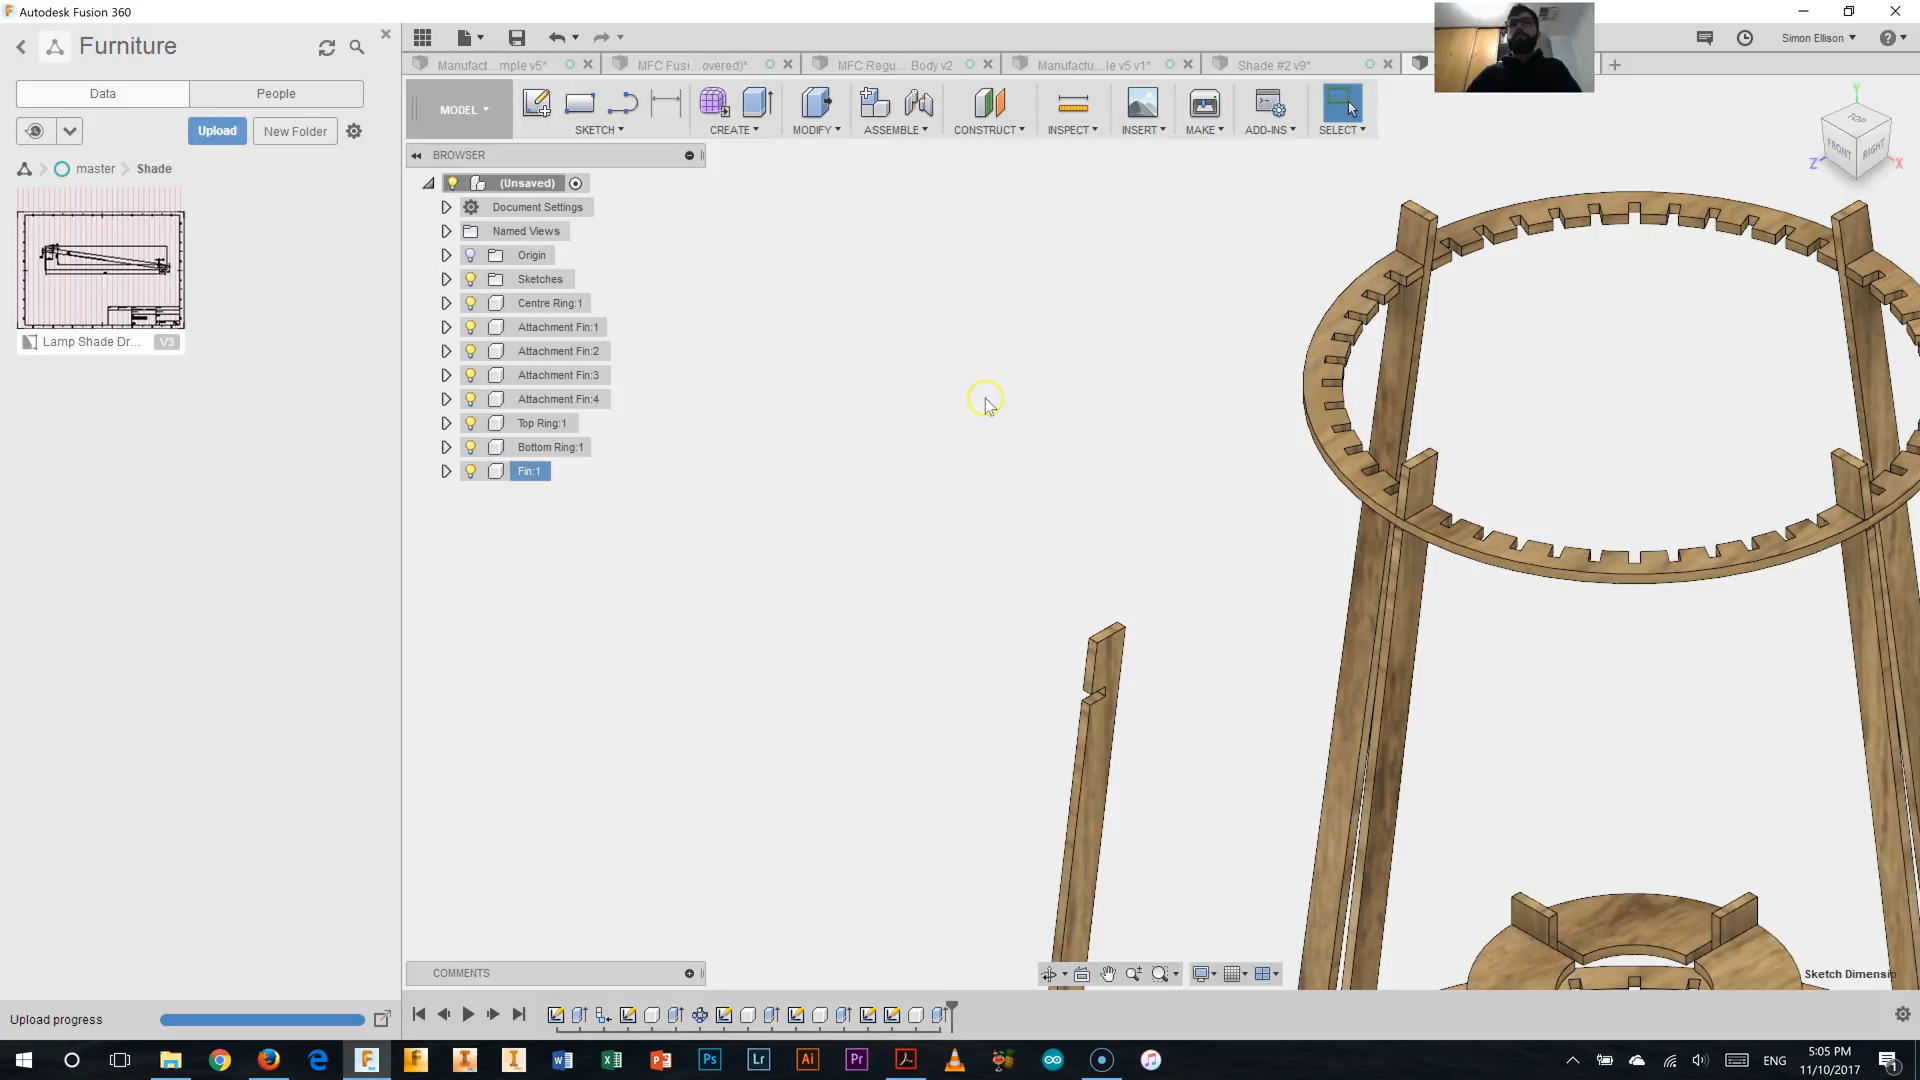 Autodesk Fusion 360
Furniture
Data
People
Upload
New Folder
master
Shade
Lamp Shade Dr...
V3
Upload progress
Manufact...mple v5*
MFC Fusi...overed)*
MFC Regu... Body v2
Manufactu...le v5 v1*
Shade #2 v9*
Simon Ellison
MODEL
SKETCH
CREATE
MODIFY
ASSEMBLE
CONSTRUCT
INSPECT
INSERT
MAKE
ADD-INS
SELECT
BROWSER
(Unsaved)
Document Settings
Named Views
Origin
Sketches
Centre Ring:1
Attachment Fin:1
Attachment Fin:2
Attachment Fin:3
Attachment Fin:4
Top Ring:1
Bottom Ring:1
Fin:1
TOP
FRONT
RIGHT
Y
Z
X
COMMENTS
Sketch Dimensio
ENG
5:05 PM
11/10/2017